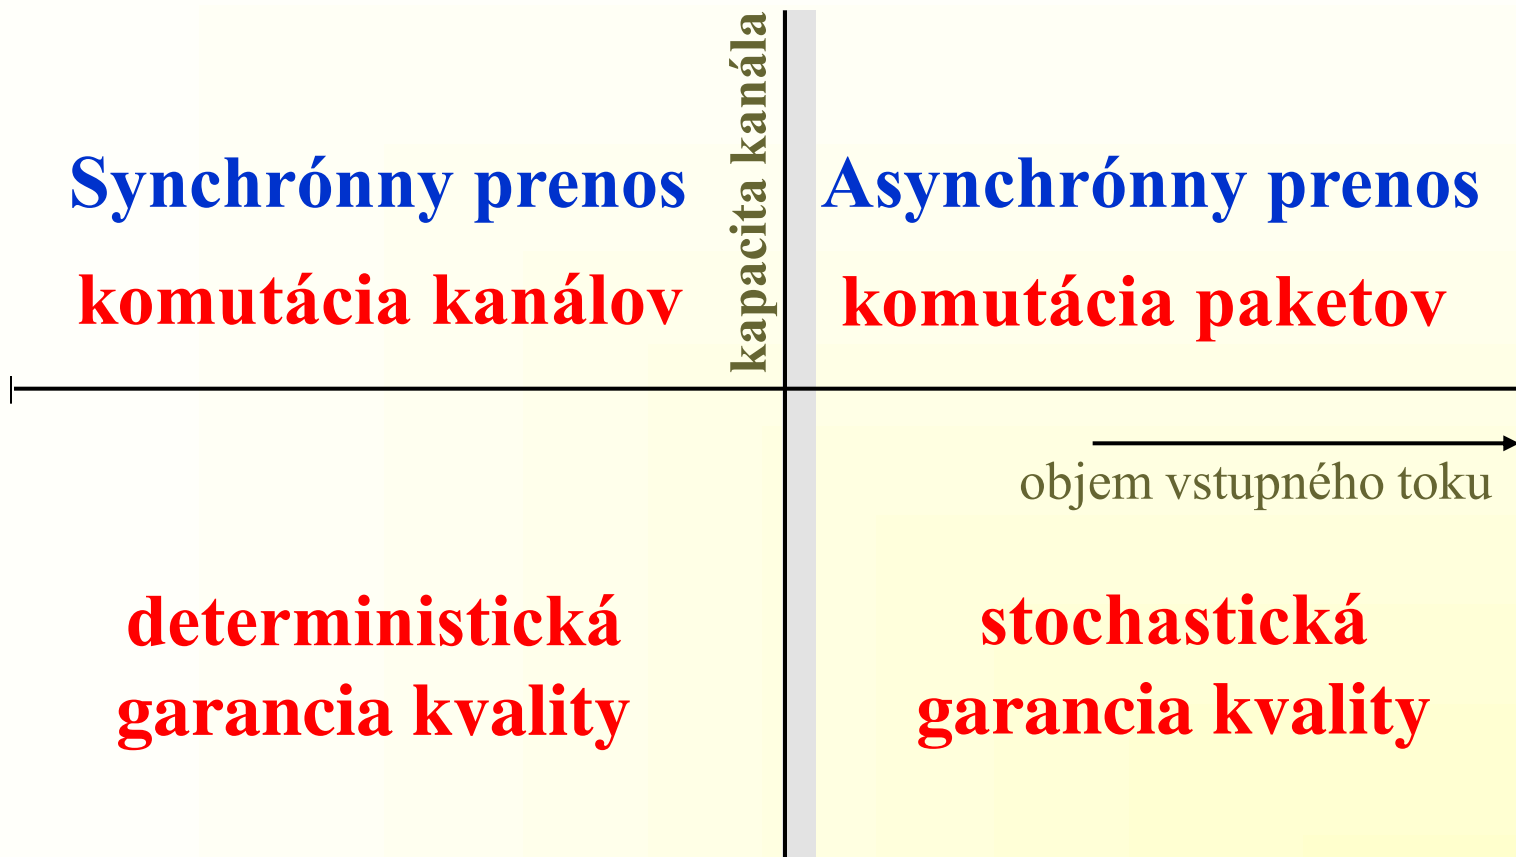 kapacita kanála
Synchrónny prenos
Asynchrónny prenos
komutácia kanálov
komutácia paketov
objem vstupného toku
deterministická
garancia kvality
stochastická
garancia kvality